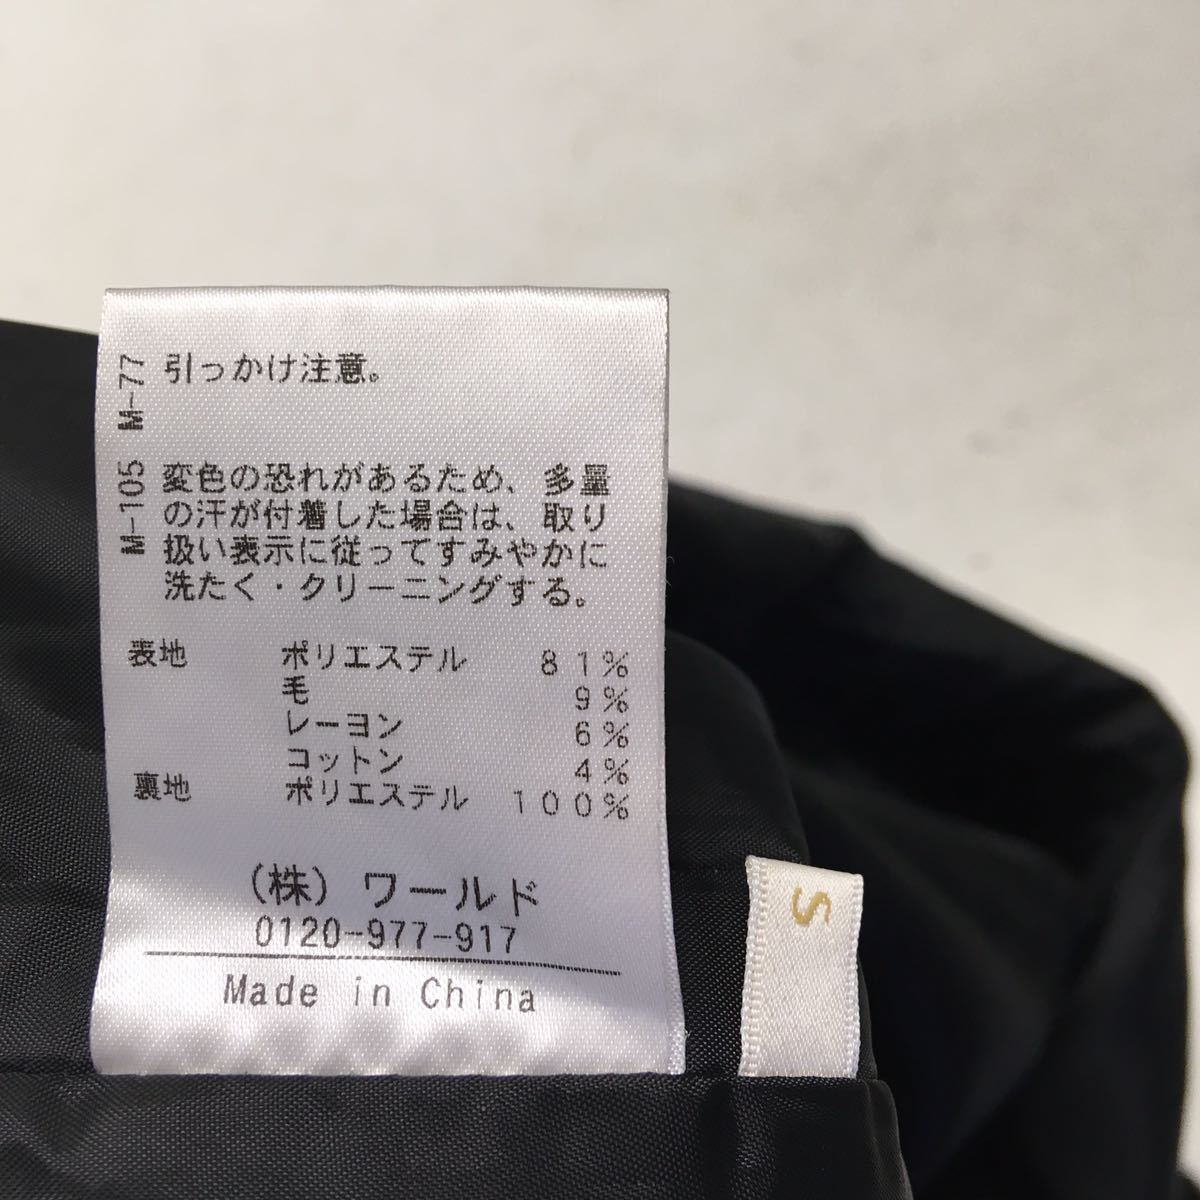 M-77 引っかけ注意。
M-105 変色の恐れがあるため、多量
の汗が付着した場合は、取り
扱い表示に従ってすみやかに
洗たく・クリーニングする。
表地 ポリエステル 81%
毛 9%
レーヨン 6%
コットン 4%
裏地 ポリエステル 100%
(株) ワールド
0120-977-917
Made in China
S